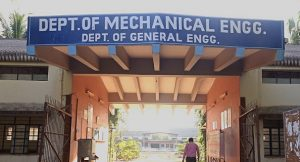 DEPT. OF MECHANICAL ENGG.
DEPT. OF GENERAL ENGG.